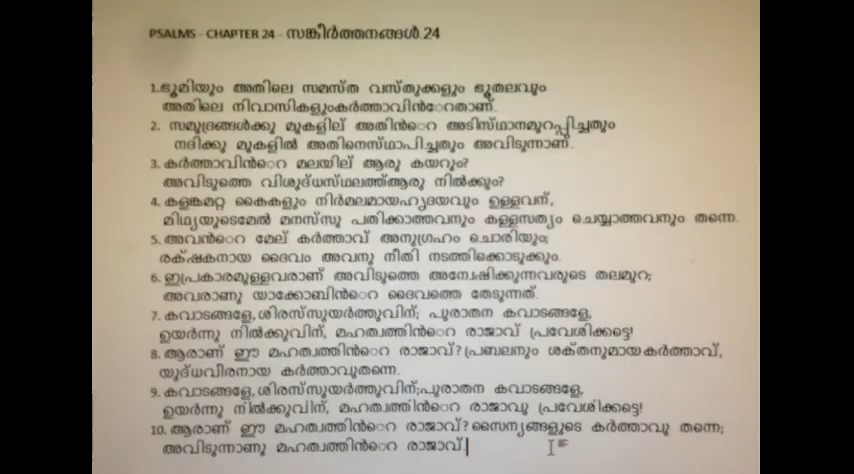 PSALMS - CHAPTER 24 - സങ്കീർത്തനങ്ങൾ.24
1.ഭൂമിയും അതിലെ സമസ്ത വസ്തുക്കളും ഭൂതലവും
അതിലെ നിവാസികളുംകർത്താവിൻേറതാണ്.
2. സമുദ്രങ്ങൾക്കു മുകളില് അതിൻെറ അടിസ്ഥാനമുറപ്പിച്ചതും
നദിക്കു മുകളിൽ അതിനെസ്ഥാപിച്ചതും അവിടുന്നാണ്.
3. കർത്താവിൻെറ മലയില് ആരു കയറും?
അവിടുത്തെ വിശുദ്ധസ്ഥലത്ത്ആരു നിൽക്കും?
4. കളങ്കമറ്റ കൈകളും നിർമലമായഹൃദയവും ഉള്ളവന്,
മിഥ്യയുടെമേൽ മനസ്സു പതിക്കാത്തവനും കള്ളസത്യം ചെയ്യാത്തവനും തന്നെ.
5. അവൻെറ മേല് കർത്താവ് അനുഗ്രഹം ചൊരിയും;
രക്ഷകനായ ദൈവം അവനു നീതി നടത്തിക്കൊടുക്കും.
6. ഇപ്രകാരമുള്ളവരാണ് അവിടുത്തെ അന്വേഷിക്കുന്നവരുടെ തലമുറ;
അവരാണു യാക്കോബിൻെറ ദൈവത്തെ തേടുന്നത്.
7. കവാടങ്ങളേ,ശിരസ്സുയർത്തുവിന്; പുരാതന കവാടങ്ങളേ,
ഉയർന്നു നിൽക്കുവിന്, മഹത്വത്തിൻെറ രാജാവ് പ്രവേശിക്കട്ടെ!
8. ആരാണ് ഈ മഹത്വത്തിൻെറ രാജാവ്? പ്രബലനും ശക്തനുമായകർത്താവ്,
യുദ്ധവീരനായ കർത്താവുതന്നെ.
9. കവാടങ്ങളേ,ശിരസ്സുയർത്തുവിന്;പുരാതന കവാടങ്ങളേ,
ഉയർന്നു നിൽക്കുവിന്, മഹത്വത്തിൻെറ രാജാവു പ്രവേശിക്കട്ടെ!
10. ആരാണ് ഈ മഹത്വത്തിൻെറ രാജാവ്? സൈന്യങ്ങളുടെ കർത്താവു തന്നെ;
അവിടുന്നാണു മഹത്വത്തിൻെറ രാജാവ്.